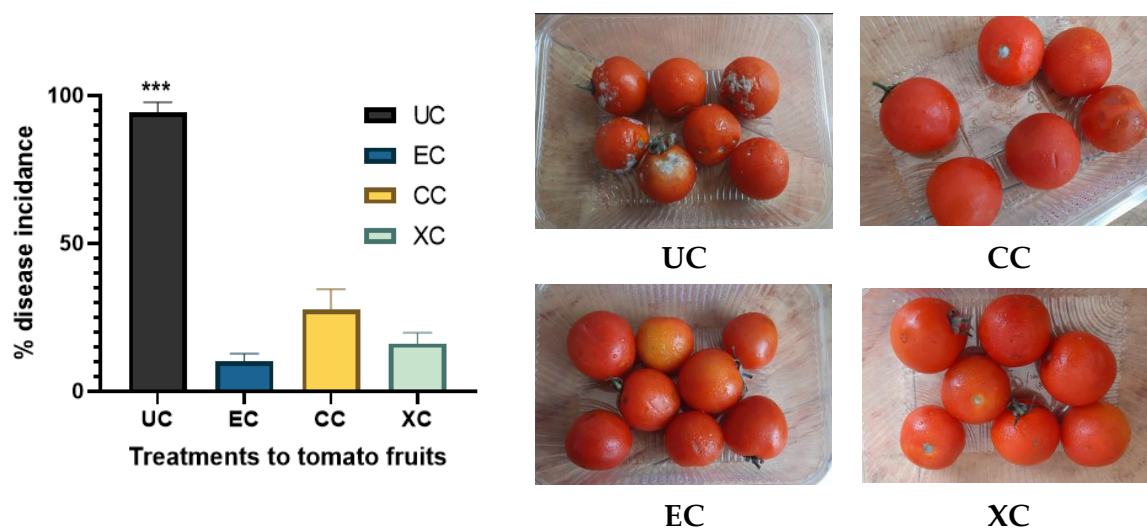 ***
100
50
0
% disease incidance
UC
EC
CC
XC
UC EC CC XC
Treatments to tomato fruits
UC
CC
EC
XC